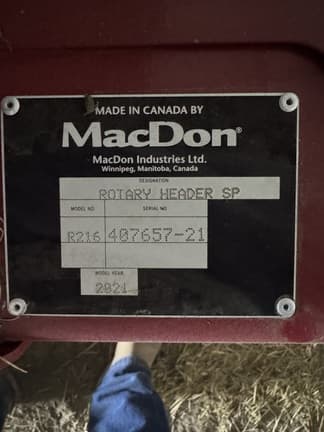 MADE IN CANADA BY
MacDon®
MacDon Industries Ltd.
Winnipeg, Manitoba, Canada
DESIGNATION
ROTARY HEADER SP
MODEL NO. SERIAL NO.
R216 407657-21
MODEL YEAR
2021